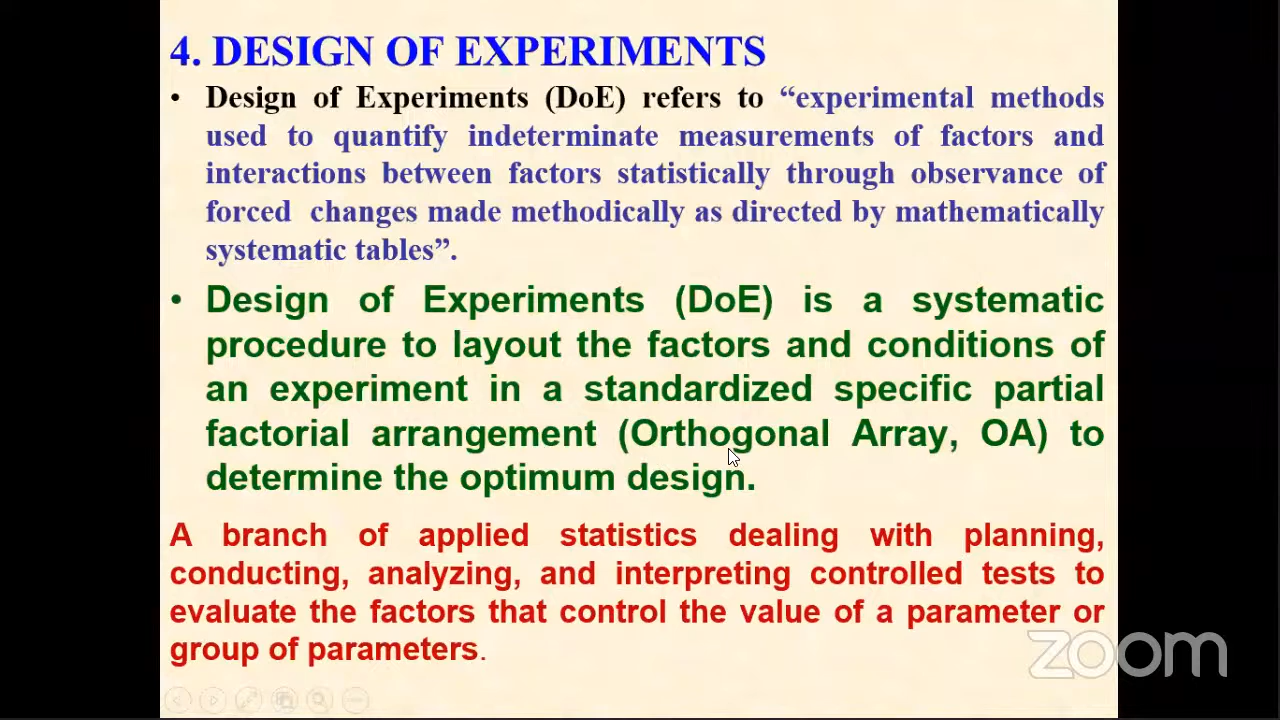 4. DESIGN OF EXPERIMENTS
• Design of Experiments (DoE) refers to “experimental methods
used to quantify indeterminate measurements of factors and
interactions between factors statistically through observance of
forced changes made methodically as directed by mathematically
systematic tables”.
• Design of Experiments (DoE) is a systematic
procedure to layout the factors and conditions of
an experiment in a standardized specific partial
factorial arrangement (Orthogonal Array, OA) to
determine the optimum design.
A branch of applied statistics dealing with planning,
conducting, analyzing, and interpreting controlled tests to
evaluate the factors that control the value of a parameter or
group of parameters.
zoom